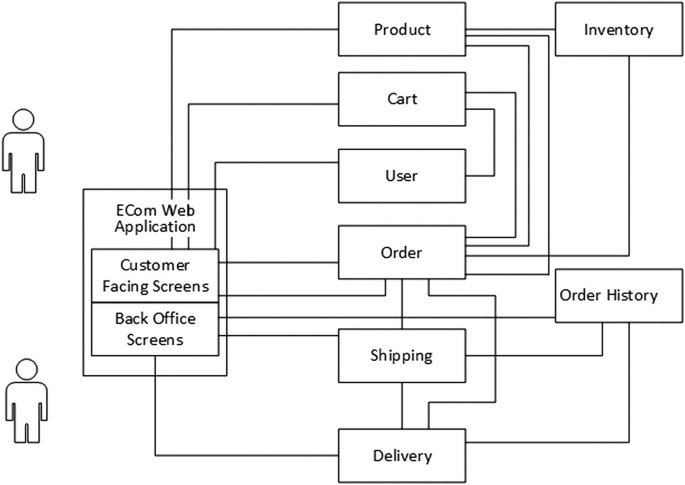 Product
Inventory
Cart
User
ECom Web
Application
Customer
Facing Screens
Back Office
Screens
Order
Order History
Shipping
Delivery